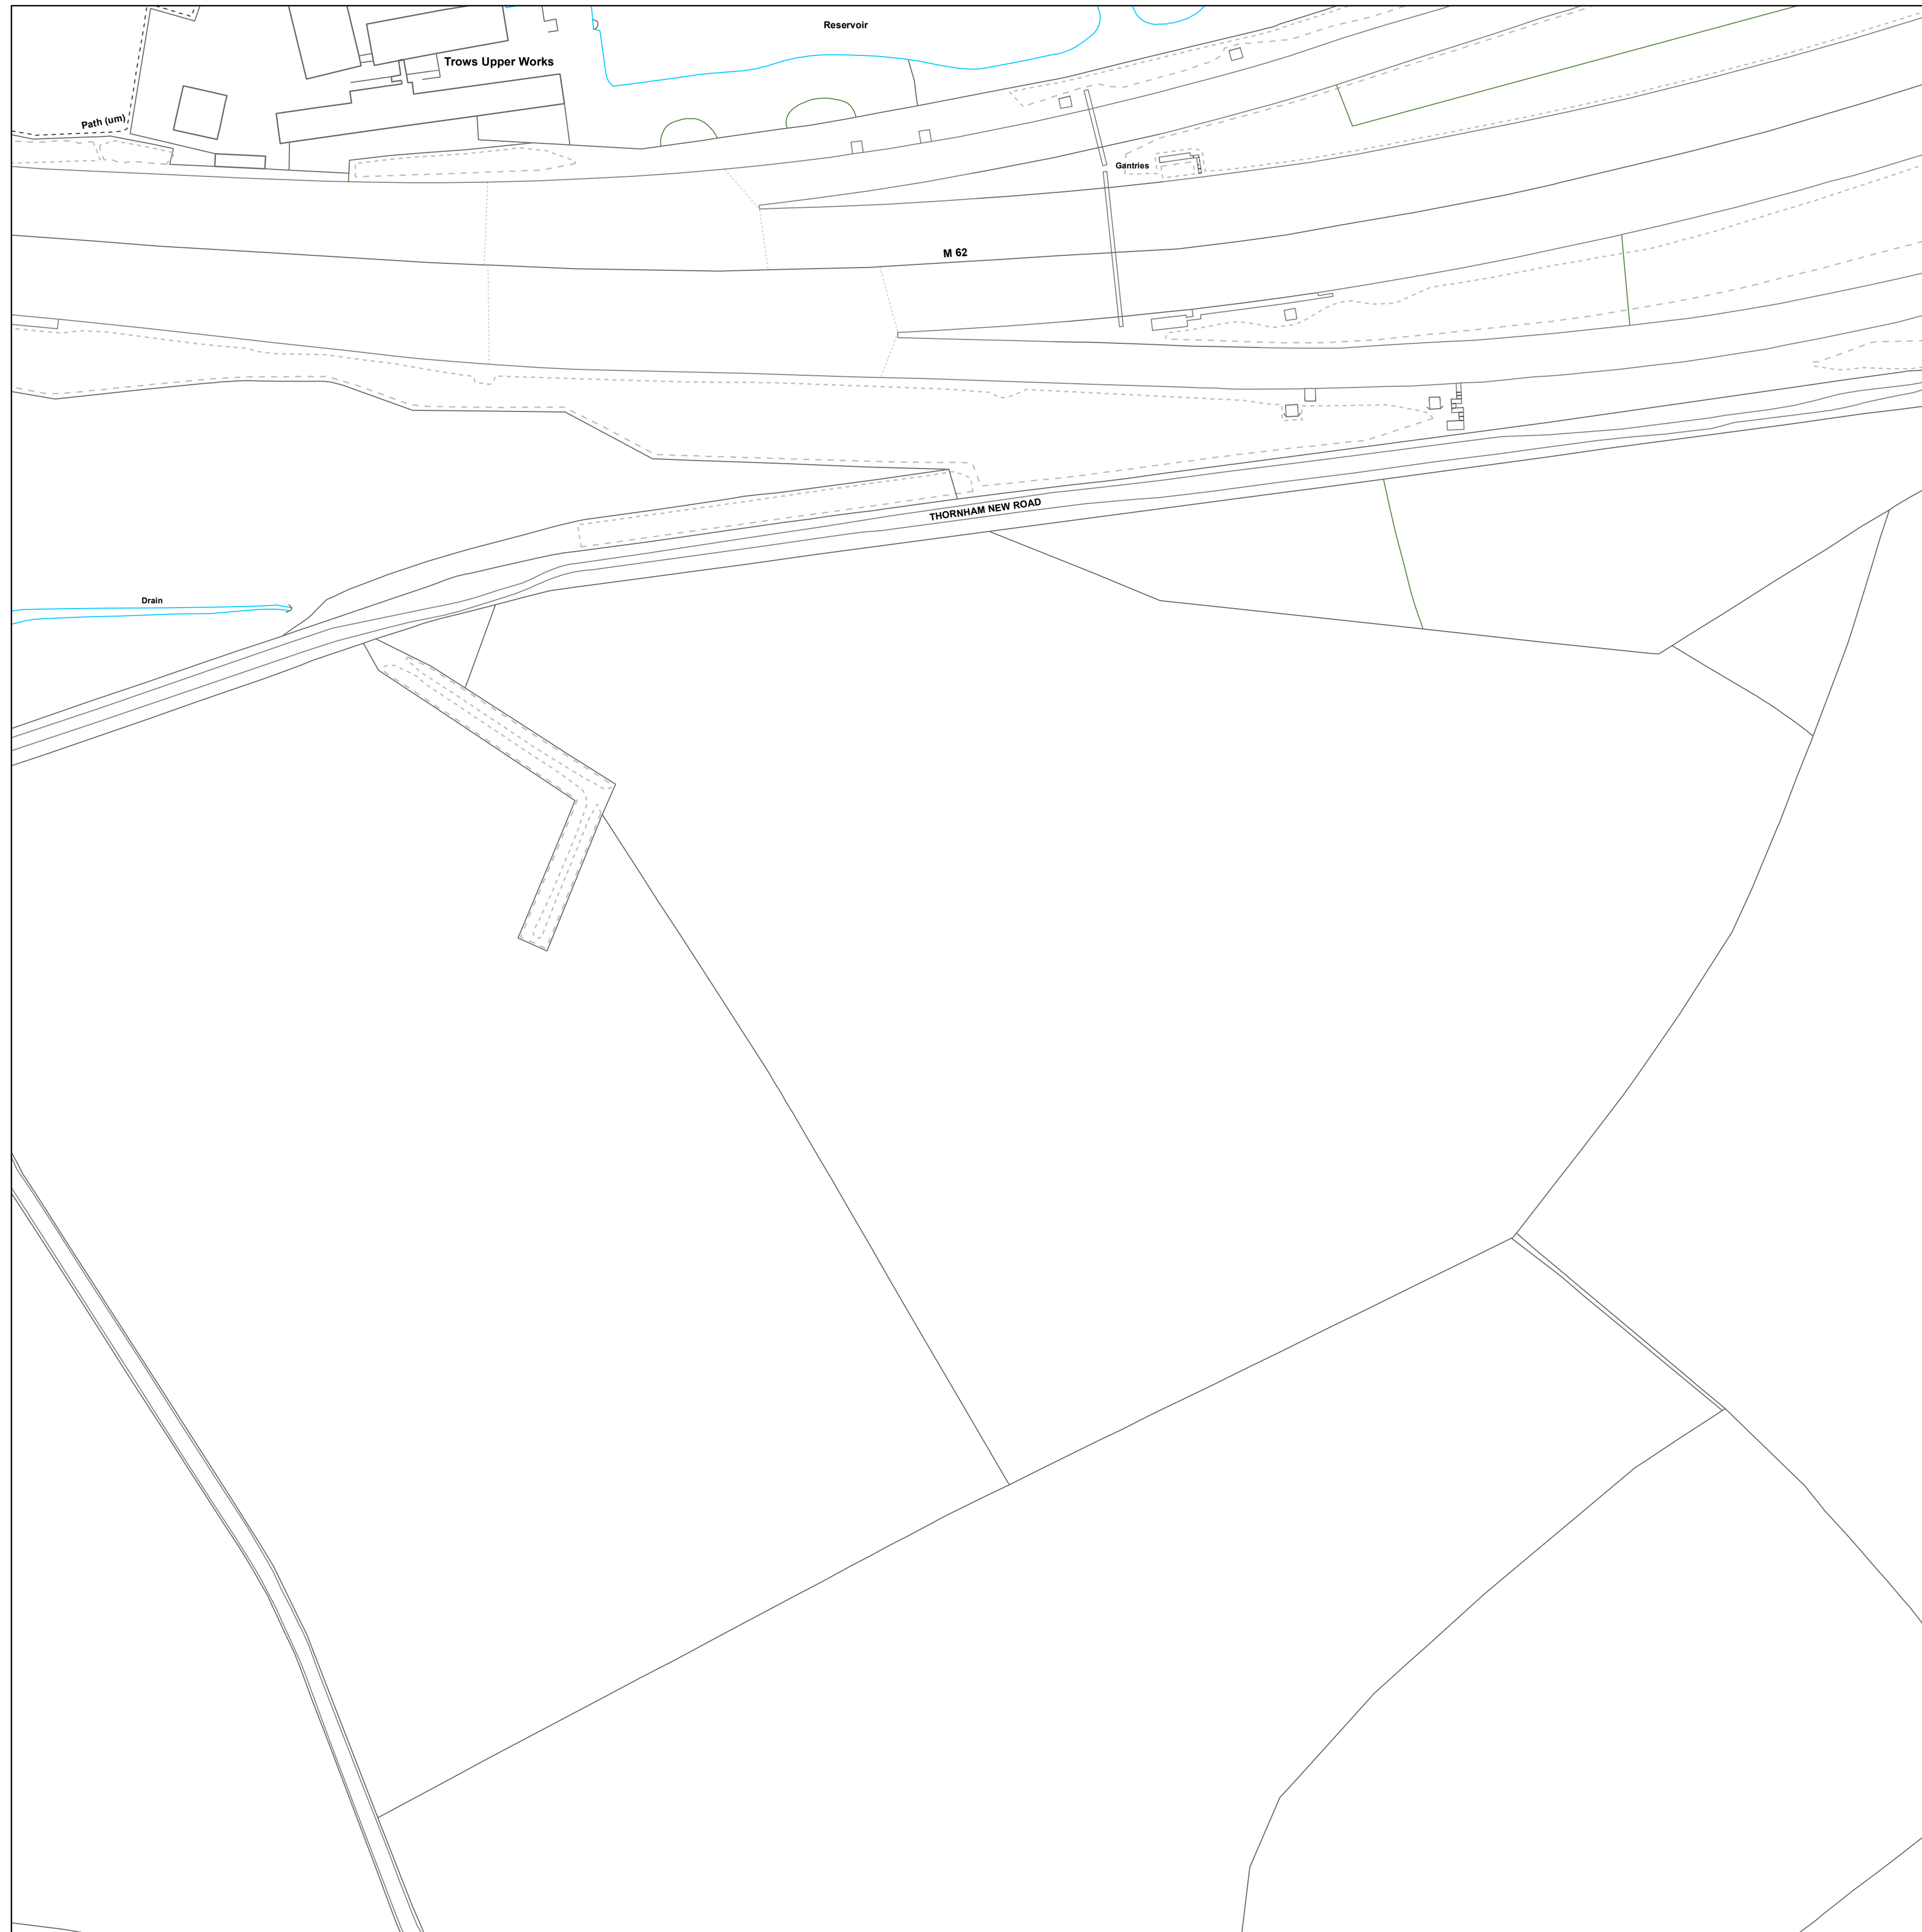 Reservoir
Trows Upper Works
Path (um)
Gantries
M 62
THORNHAM NEW ROAD
Drain